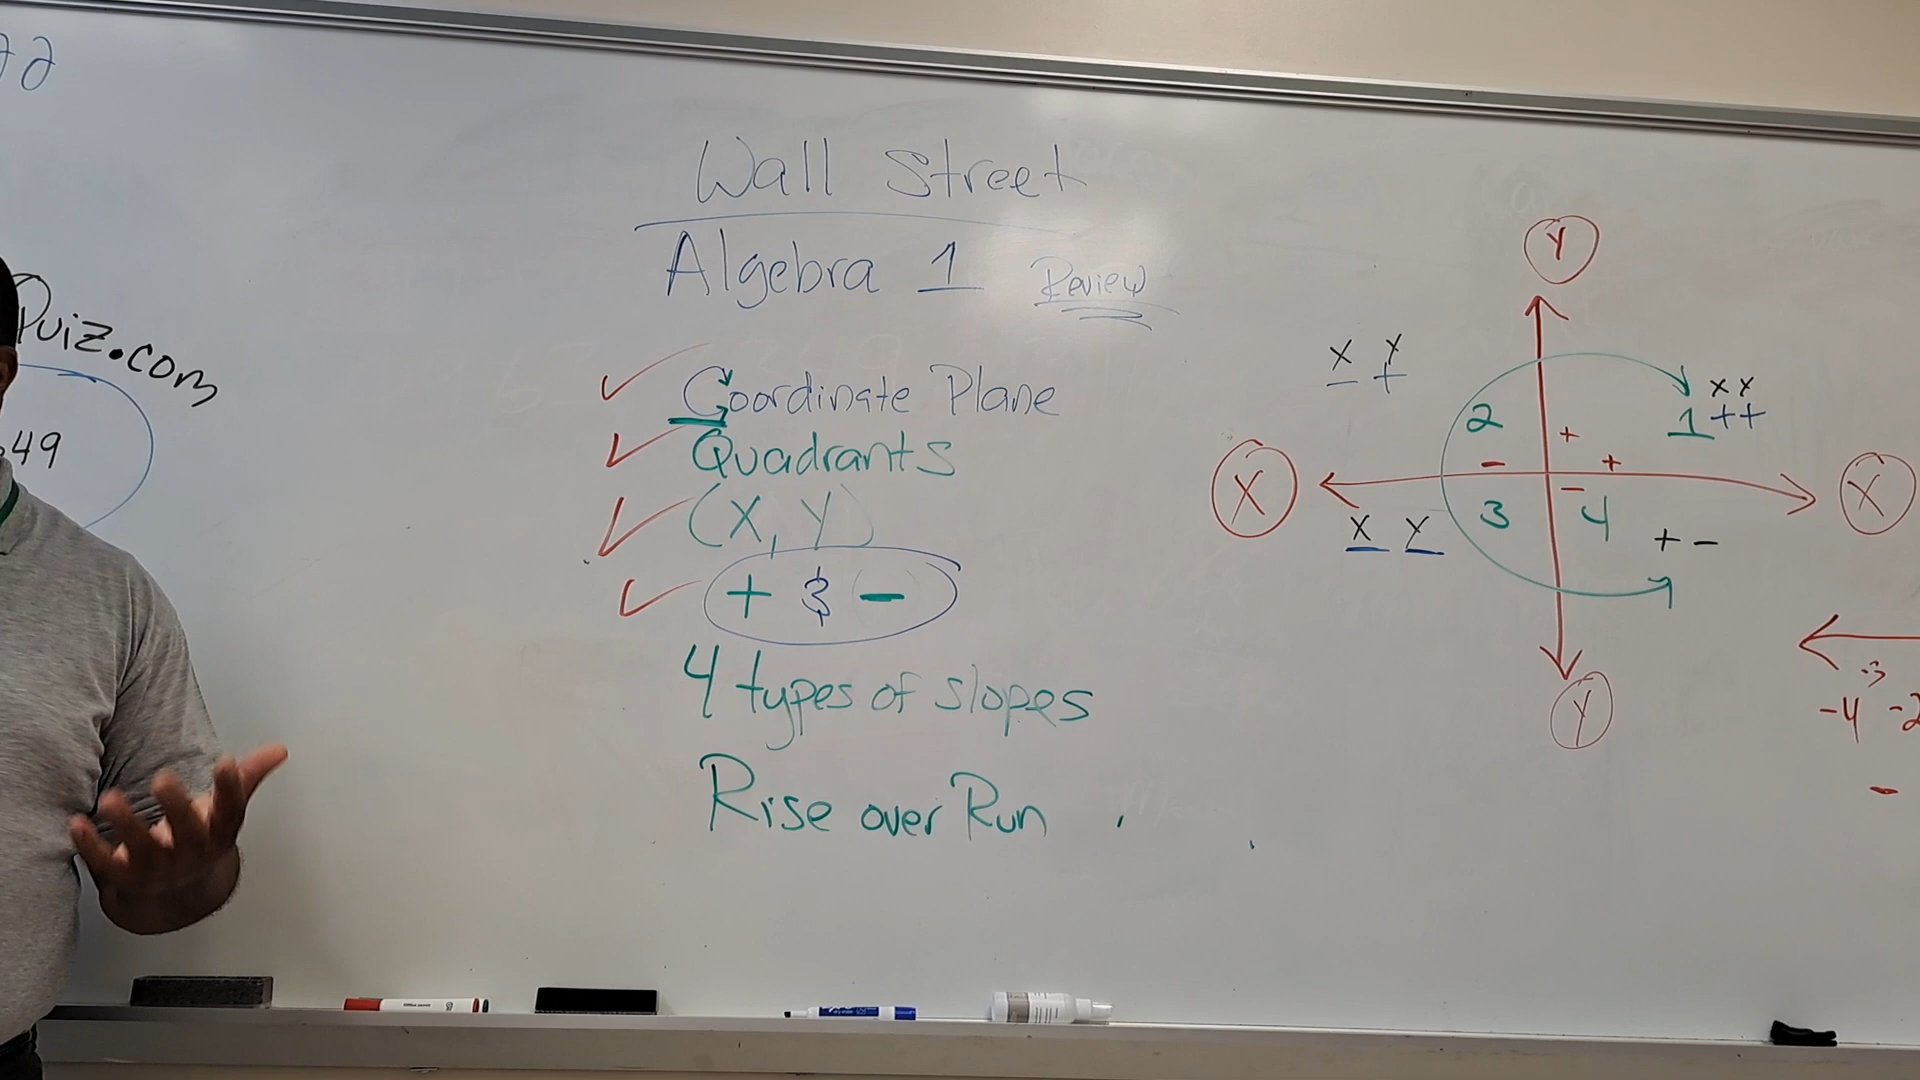 Wall Street
Algebra 1 Review
Coordinate Plane
Quadrants
(X, Y)
+ & -
4 types of slopes
Rise over Run
Quiz.com
49
Y
X Y
- +
X Y
+ +
2
1
+
- +
X
X
-
3
4
X Y
- -
+ -
Y
-3
-4 -2
-